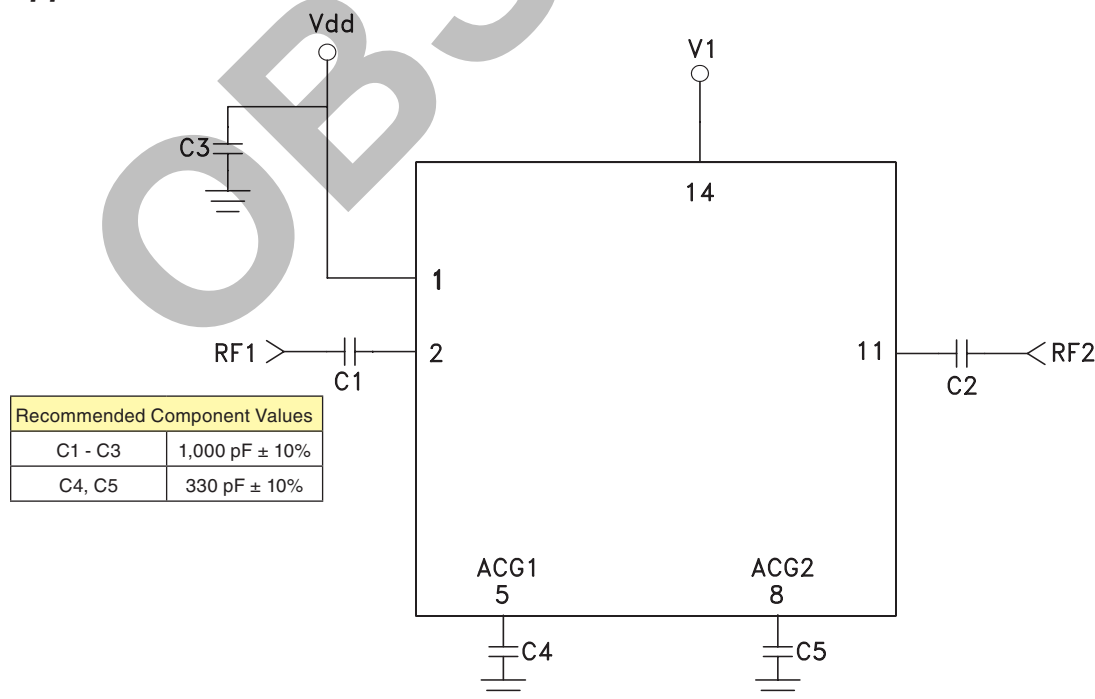 Vdd
V1
C3
14
1
RF1
2
C1
11
RF2
C2
Recommended Component Values
C1 - C3
1,000 pF ± 10%
C4, C5
330 pF ± 10%
ACG1
5
ACG2
8
C4
C5